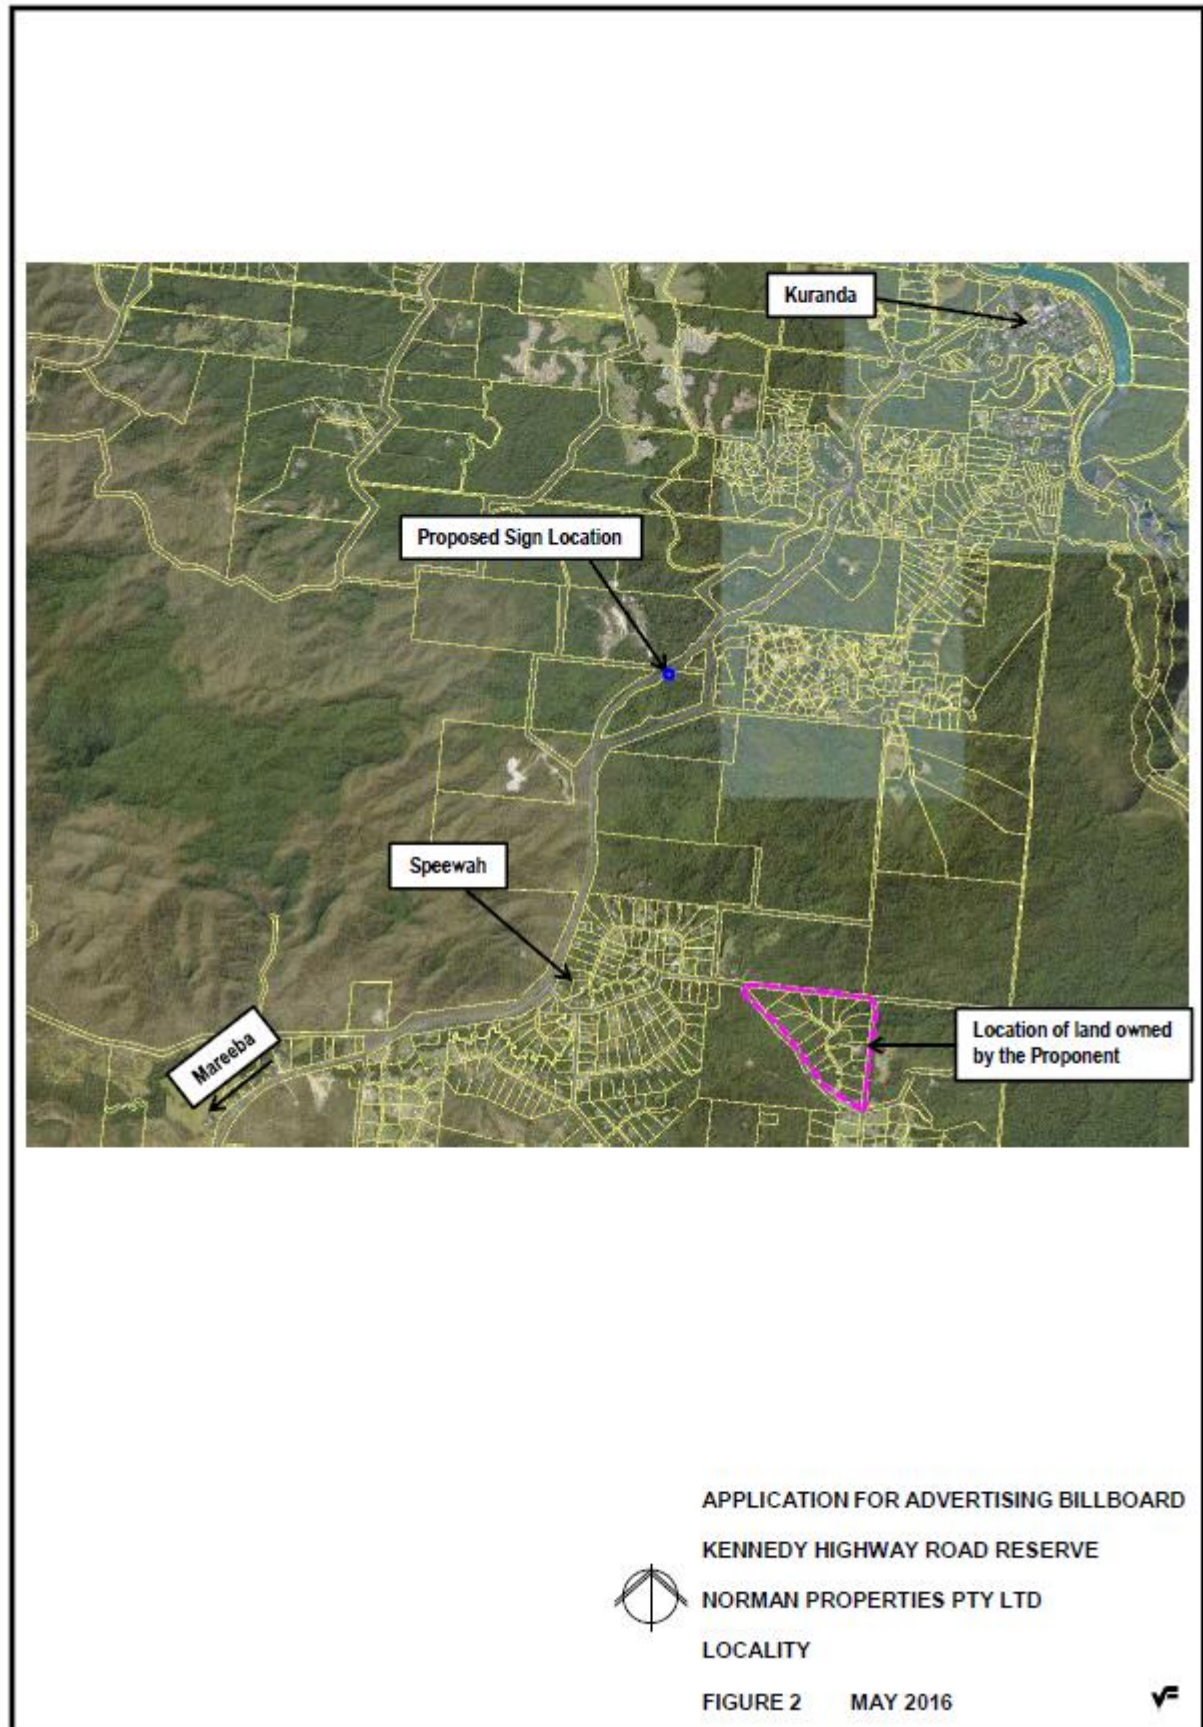 Kuranda
Proposed Sign Location
Speewah
Mareeba
Location of land owned
by the Proponent
APPLICATION FOR ADVERTISING BILLBOARD
KENNEDY HIGHWAY ROAD RESERVE
NORMAN PROPERTIES PTY LTD
LOCALITY
FIGURE 2 MAY 2016